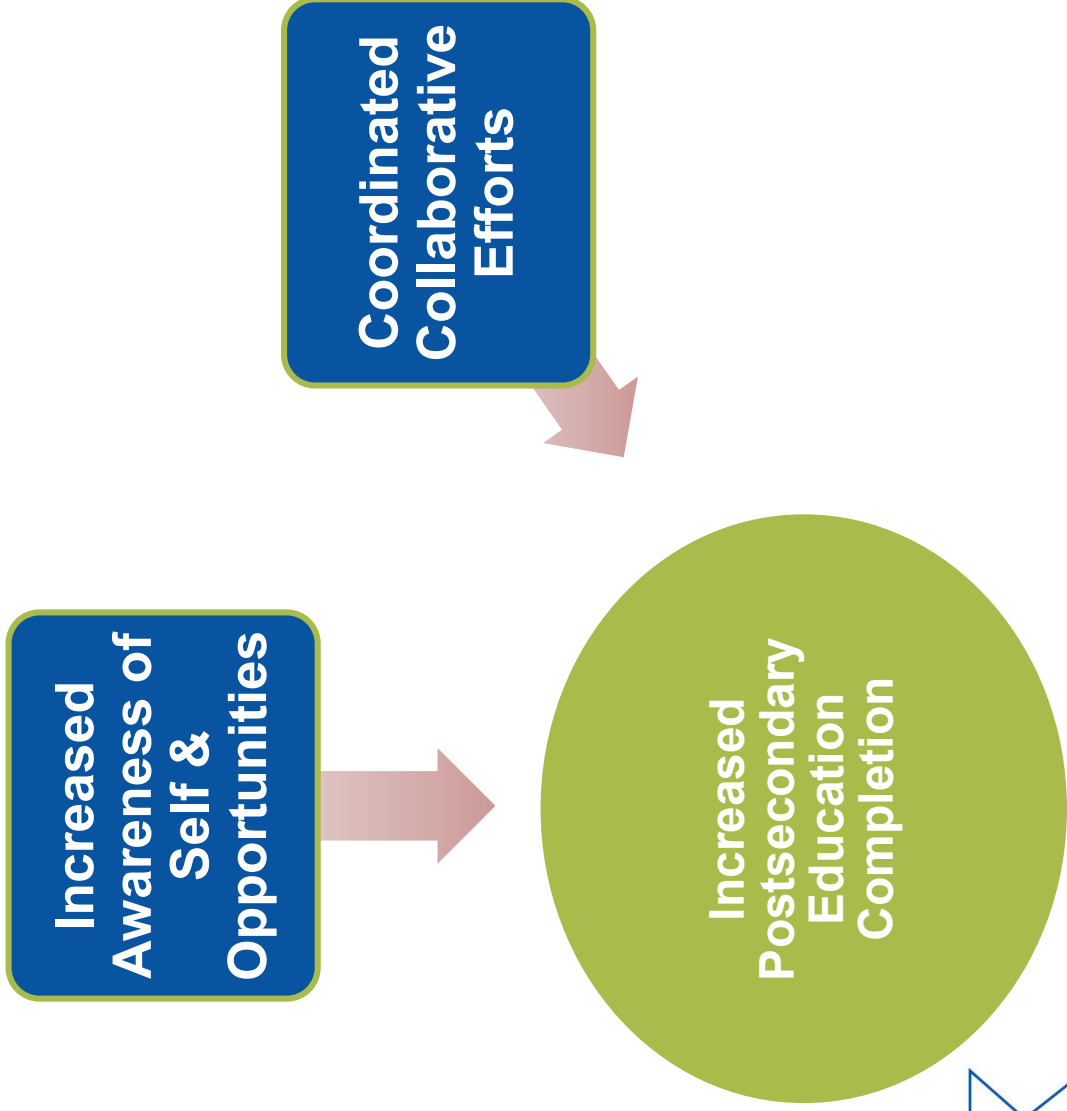 Increased
Awareness of
Self &
Opportunities
Coordinated
Collaborative
Efforts
Increased
Postsecondary
Education
Completion